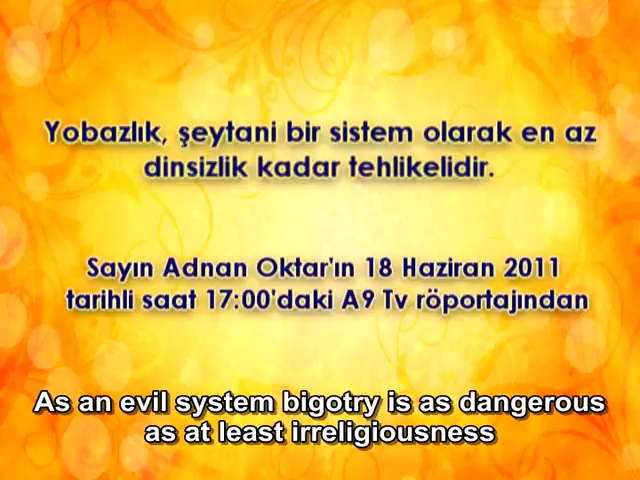 Yobazlık, şeytani bir sistem olarak en az
dinsizlik kadar tehlikelidir.
Sayın Adnan Oktar'ın 18 Haziran 2011
tarihli saat 17:00'daki A9 Tv röportajından
As an evil system bigotry is as dangerous
as at least irreligiousness